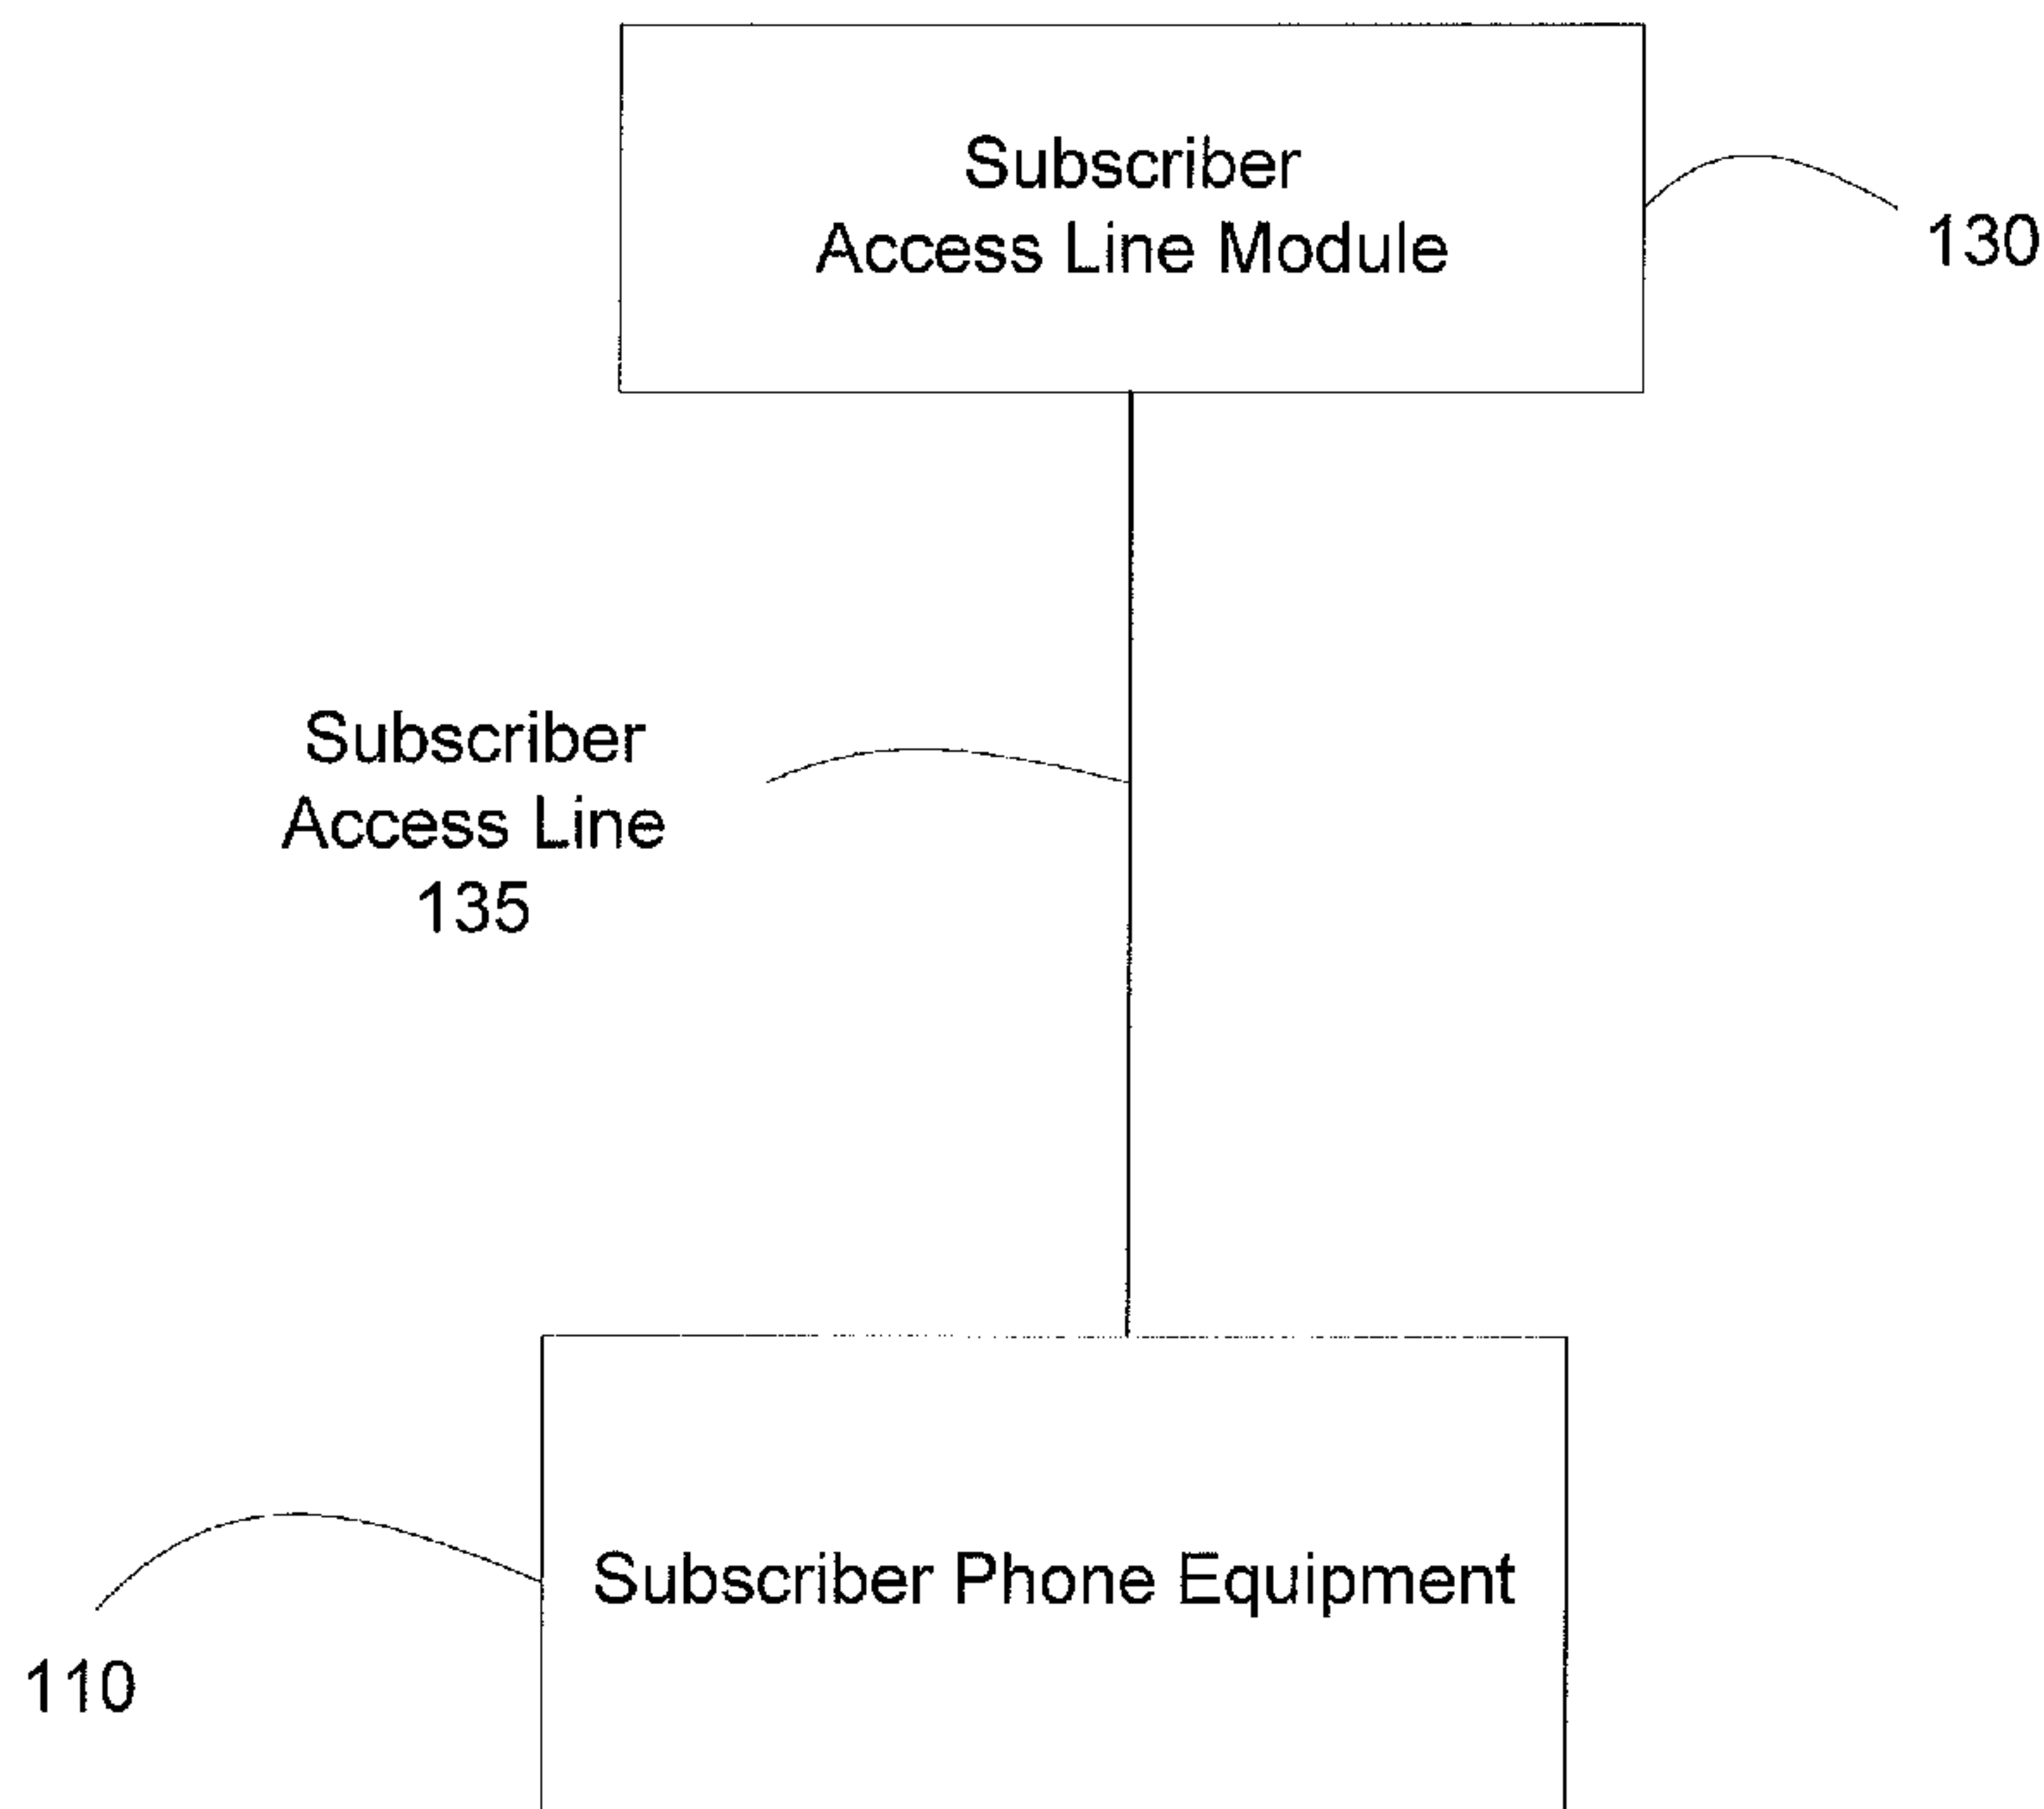 Subscriber
Access Line Module
130
Subscriber
Access Line
135
Subscriber Phone Equipment
110